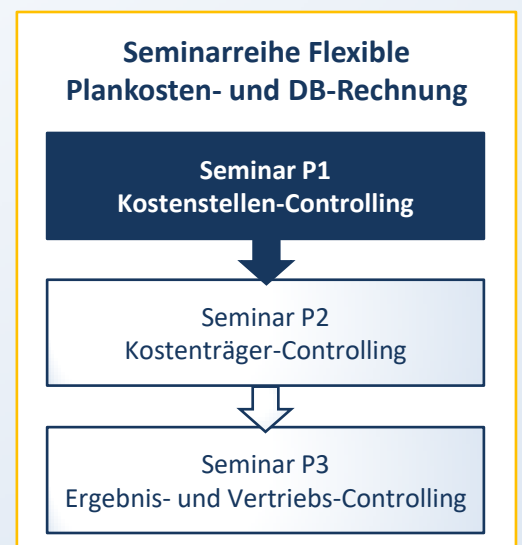 Seminarreihe Flexible
Plankosten- und DB-Rechnung
Seminar P1
Kostenstellen-Controlling
Seminar P2
Kostenträger-Controlling
Seminar P3
Ergebnis- und Vertriebs-Controlling